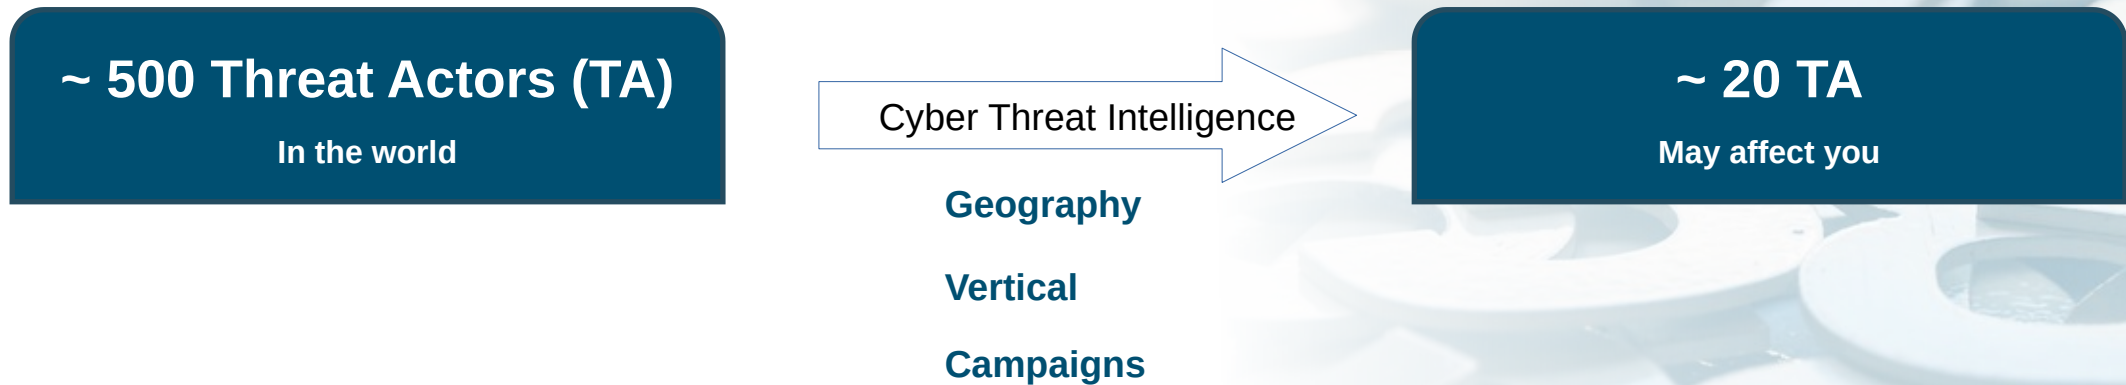 ~ 500 Threat Actors (TA)
In the world
Cyber Threat Intelligence
Geography
Vertical
Campaigns
~ 20 TA
May affect you